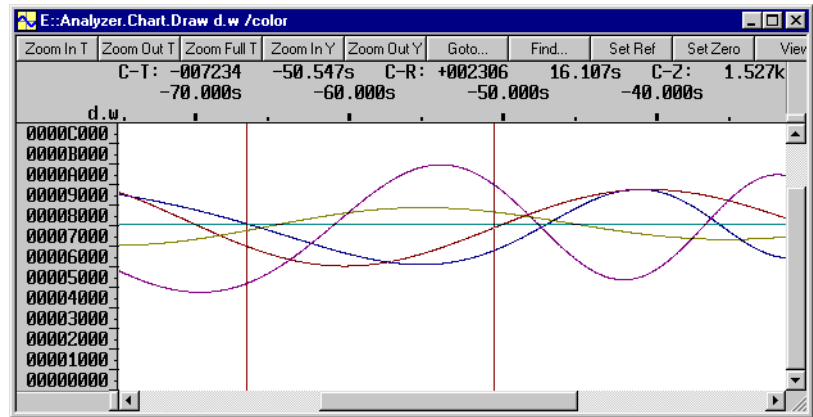 E::Analyzer.Chart.Draw d.w /color
Zoom In T Zoom Out T Zoom Full T Zoom In Y Zoom Out Y Goto... Find... Set Ref Set Zero View
C-T: -007234 -50.547s C-R: +002306 16.107s C-Z: 1.527k
-70.000s -60.000s -50.000s -40.000s
d.w
0000C000
0000B000
0000A000
00009000
00008000
00007000
00006000
00005000
00004000
00003000
00002000
00001000
00000000